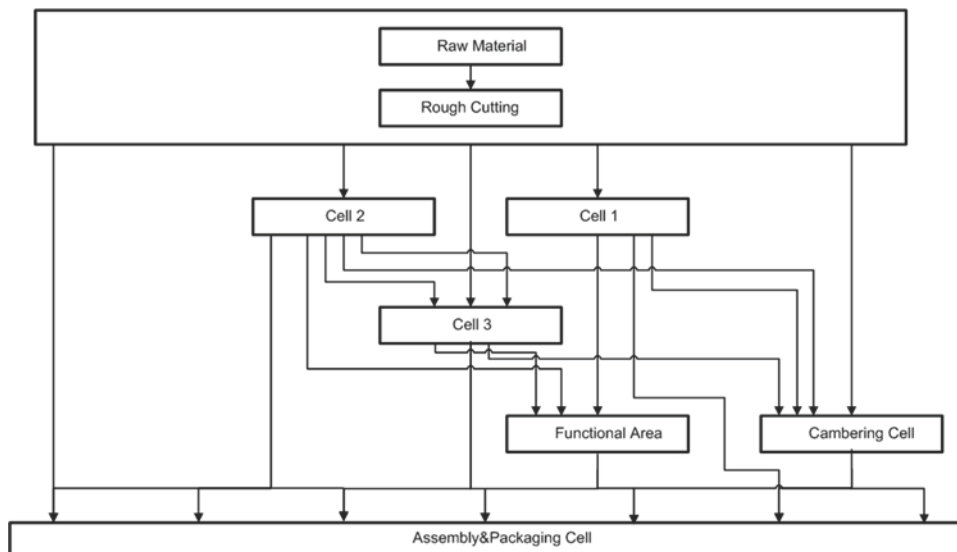 Raw Material
Rough Cutting
Cell 2
Cell 1
Cell 3
Functional Area
Cambering Cell
Assembly&Packaging Cell